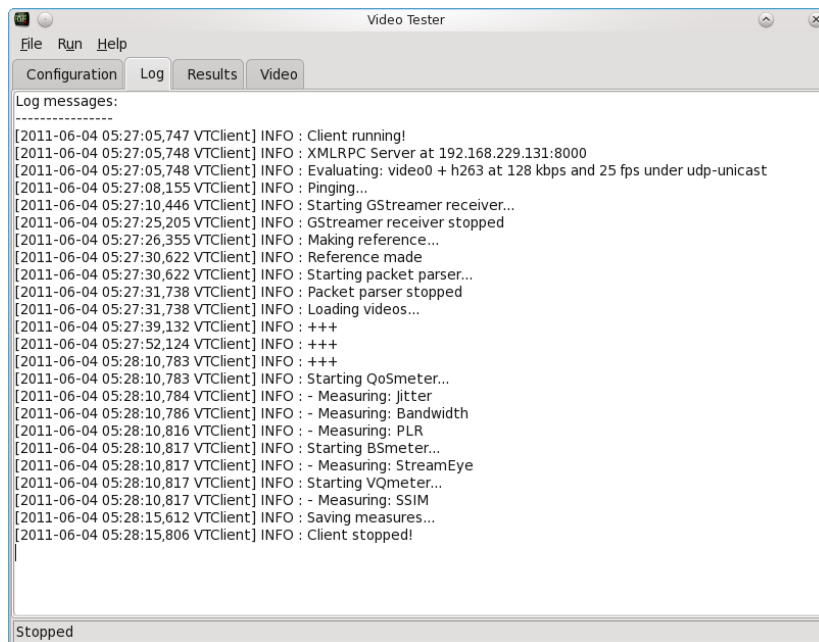 Video Tester
File Run Help
Configuration Log Results Video
Log messages:
----------------
[2011-06-04 05:27:05,747 VTClient] INFO : Client running!
[2011-06-04 05:27:05,748 VTClient] INFO : XMLRPC Server at 192.168.229.131:8000
[2011-06-04 05:27:05,748 VTClient] INFO : Evaluating: video0 + h263 at 128 kbps and 25 fps under udp-unicast
[2011-06-04 05:27:08,155 VTClient] INFO : Pinging...
[2011-06-04 05:27:10,446 VTClient] INFO : Starting GStreamer receiver...
[2011-06-04 05:27:25,205 VTClient] INFO : GStreamer receiver stopped
[2011-06-04 05:27:26,355 VTClient] INFO : Making reference...
[2011-06-04 05:27:30,622 VTClient] INFO : Reference made
[2011-06-04 05:27:30,622 VTClient] INFO : Starting packet parser...
[2011-06-04 05:27:31,738 VTClient] INFO : Packet parser stopped
[2011-06-04 05:27:31,738 VTClient] INFO : Loading videos...
[2011-06-04 05:27:39,132 VTClient] INFO : +++
[2011-06-04 05:27:52,124 VTClient] INFO : +++
[2011-06-04 05:28:10,783 VTClient] INFO : +++
[2011-06-04 05:28:10,783 VTClient] INFO : Starting QoSmeter...
[2011-06-04 05:28:10,784 VTClient] INFO : - Measuring: Jitter
[2011-06-04 05:28:10,786 VTClient] INFO : - Measuring: Bandwidth
[2011-06-04 05:28:10,816 VTClient] INFO : - Measuring: PLR
[2011-06-04 05:28:10,817 VTClient] INFO : Starting BSmeter...
[2011-06-04 05:28:10,817 VTClient] INFO : - Measuring: StreamEye
[2011-06-04 05:28:10,817 VTClient] INFO : Starting VQmeter...
[2011-06-04 05:28:10,817 VTClient] INFO : - Measuring: SSIM
[2011-06-04 05:28:15,612 VTClient] INFO : Saving measures...
[2011-06-04 05:28:15,806 VTClient] INFO : Client stopped!
Stopped